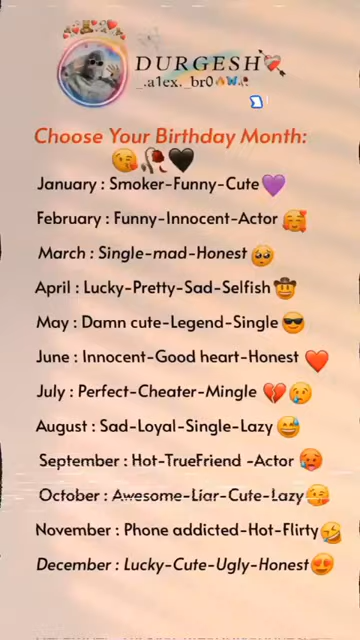 DURGESH💘
_.a1ex._br0🔥🦋🥀
Choose Your Birthday Month:
😘🥀🖤
January : Smoker-Funny-Cute💜
February : Funny-Innocent-Actor 🥰
March : Single-mad-Honest 🥺
April : Lucky-Pretty-Sad-Selfish🤠
May : Damn cute-Legend-Single😎
June : Innocent-Good heart-Honest ❤️
July : Perfect-Cheater-Mingle 💔😢
August : Sad-Loyal-Single-Lazy 😅
September : Hot-TrueFriend -Actor 🥵
October : Awesome-Liar-Cute-Lazy😘
November : Phone addicted-Hot-Flirty🤣
December : Lucky-Cute-Ugly-Honest😍